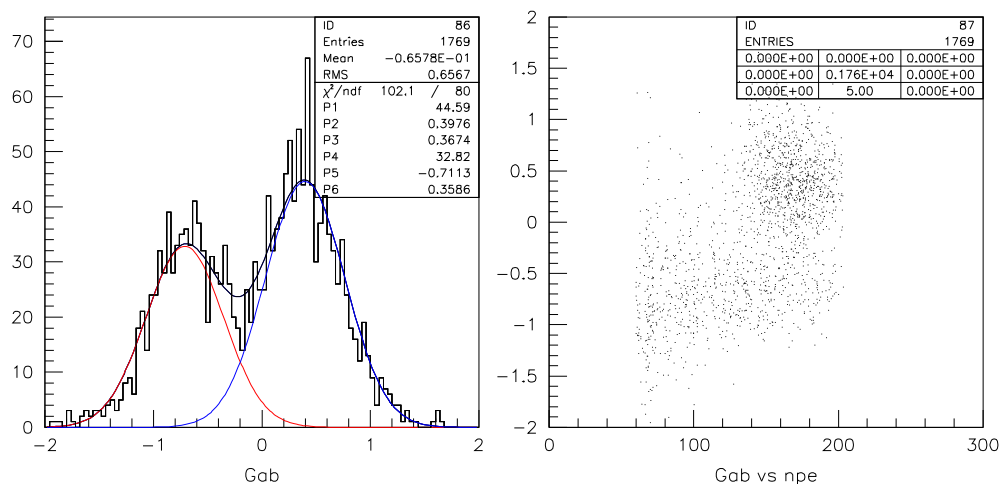 ID 86
Entries 1769
Mean -0.6578E-01
RMS 0.6567
χ²/ndf 102.1 / 80
P1 44.59
P2 0.3976
P3 0.3674
P4 32.82
P5 -0.7113
P6 0.3586
70
60
50
40
30
20
10
0
-2 -1 0 1 2
Gab
ID 87
ENTRIES 1769
0.000E+00 0.000E+00 0.000E+00
0.000E+00 0.176E+04 0.000E+00
0.000E+00 5.00 0.000E+00
2
1.5
1
0.5
0
-0.5
-1
-1.5
-2
0 100 200 300
Gab vs npe